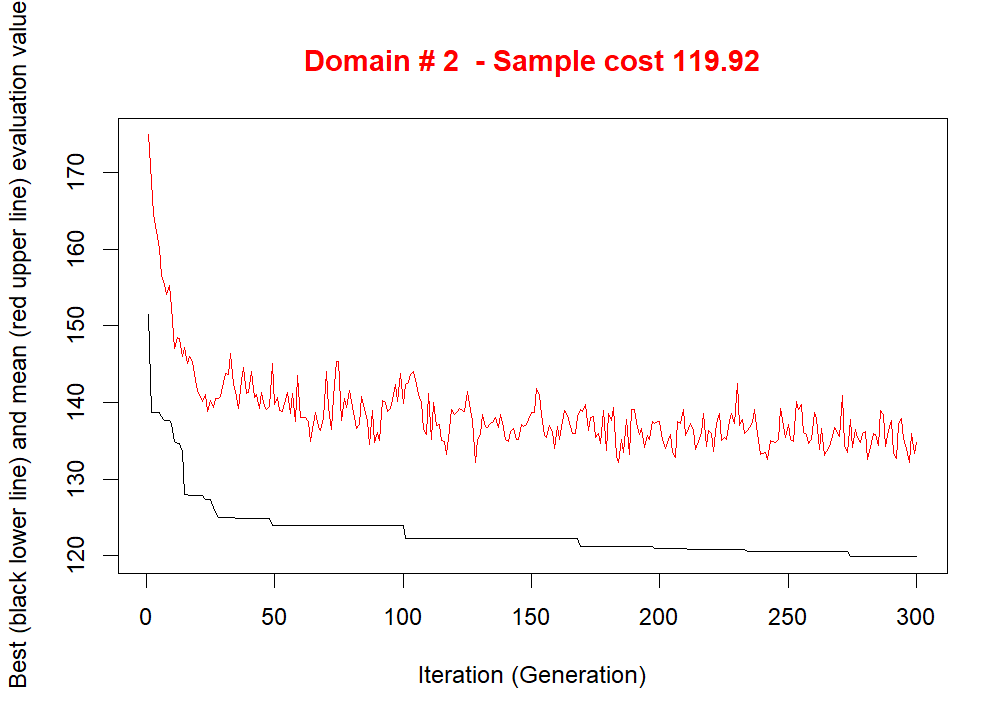 Domain # 2  - Sample cost 119.92
Best (black lower line) and mean (red upper line) evaluation value
170
160
150
140
130
120
0 50 100 150 200 250 300
Iteration (Generation)